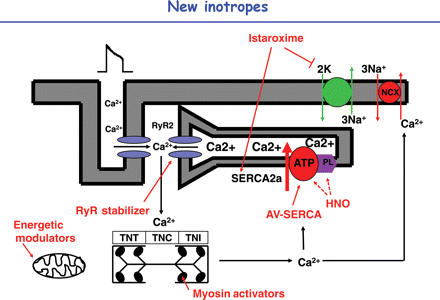 New inotropes
Istaroxime
2K
3Na⁺
NCX
3Na⁺
Ca²⁺
Ca²⁺
Ca²⁺
RyR2
Ca²⁺
Ca2+
Ca2+
Ca2+
ATP
PL
SERCA2a
HNO
RyR stabilizer
AV-SERCA
Ca²⁺
Energetic
modulators
TNT TNC TNI
Ca²⁺
Myosin activators